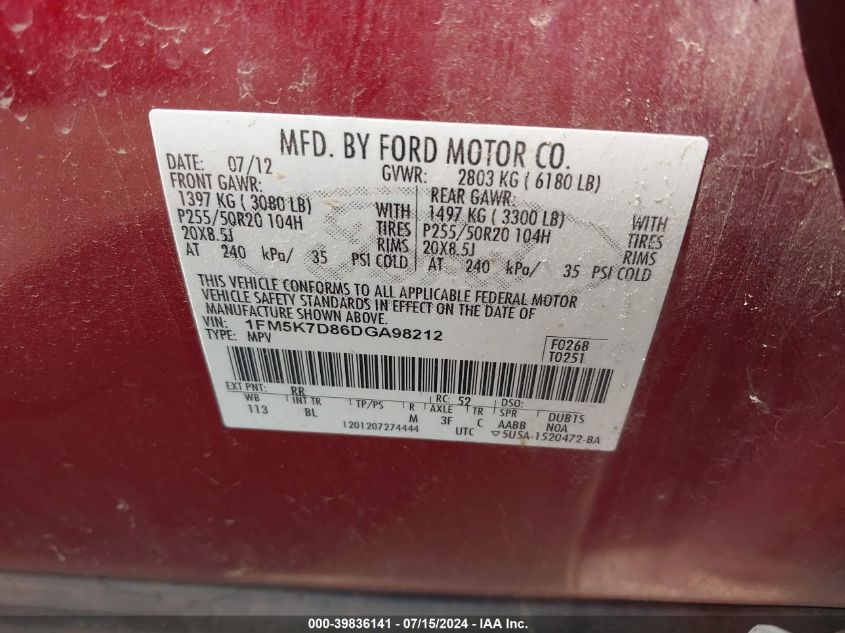 MFD. BY FORD MOTOR CO.
DATE: 07/12 GVWR: 2803 KG ( 6180 LB)
FRONT GAWR: REAR GAWR:
1397 KG ( 3080 LB) WITH 1497 KG ( 3300 LB) WITH
P255/50R20 104H TIRES P255/50R20 104H TIRES
20X8.5J RIMS 20X8.5J RIMS
AT 240 kPa/ 35 PSI COLD AT 240 kPa/ 35 PSI COLD
THIS VEHICLE CONFORMS TO ALL APPLICABLE FEDERAL MOTOR
VEHICLE SAFETY STANDARDS IN EFFECT ON THE DATE OF
MANUFACTURE SHOWN ABOVE.
VIN: 1FM5K7D86DGA98212
TYPE: MPV
F0268
T0251
EXT PNT: RR RC: 52 DSO:
WB INT TR TP/PS R AXLE TR SPR DUBTS
113 BL M 3F C AABB N0A
1201207274444 UTC ▽5U5A-1520472-BA
000-39836141 / 07/15/2024 - US.IAAI.COM